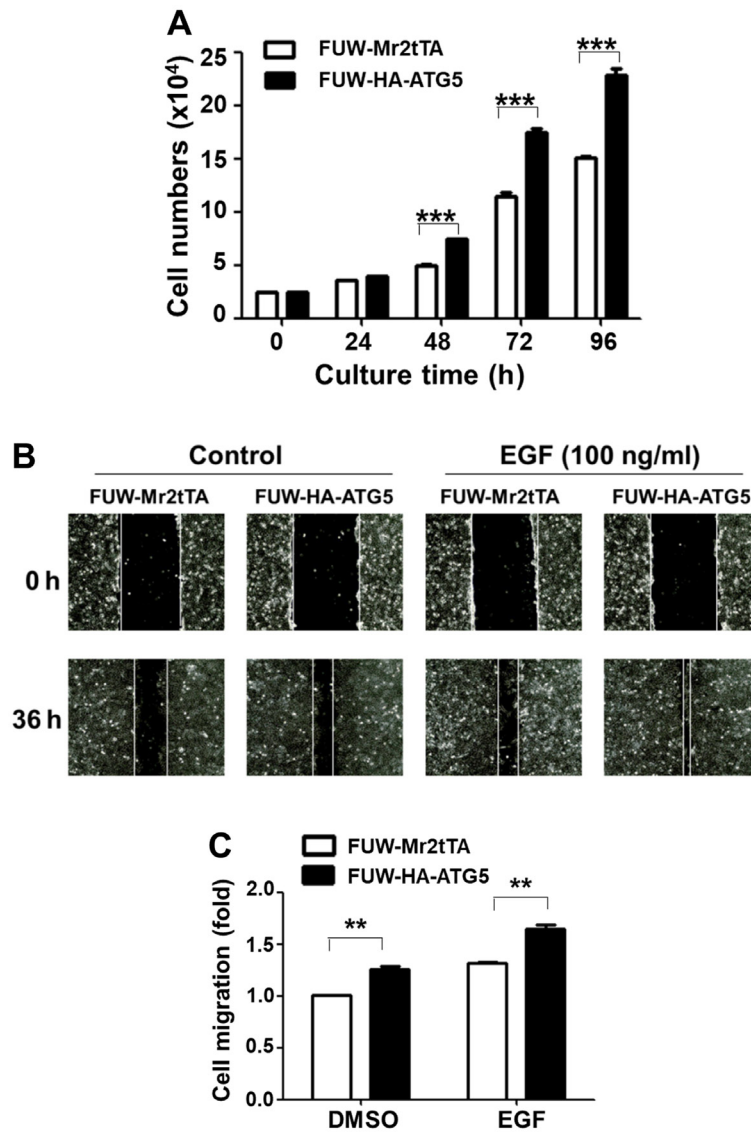 A
FUW-Mr2tTA
FUW-HA-ATG5
Cell numbers (x10⁴)
25
20
15
10
5
0
***
***
***
0 24 48 72 96
Culture time (h)
B
Control EGF (100 ng/ml)
FUW-Mr2tTA FUW-HA-ATG5 FUW-Mr2tTA FUW-HA-ATG5
0 h
36 h
C
FUW-Mr2tTA
FUW-HA-ATG5
Cell migration (fold)
2.0
1.5
1.0
0.5
0.0
**
**
DMSO EGF